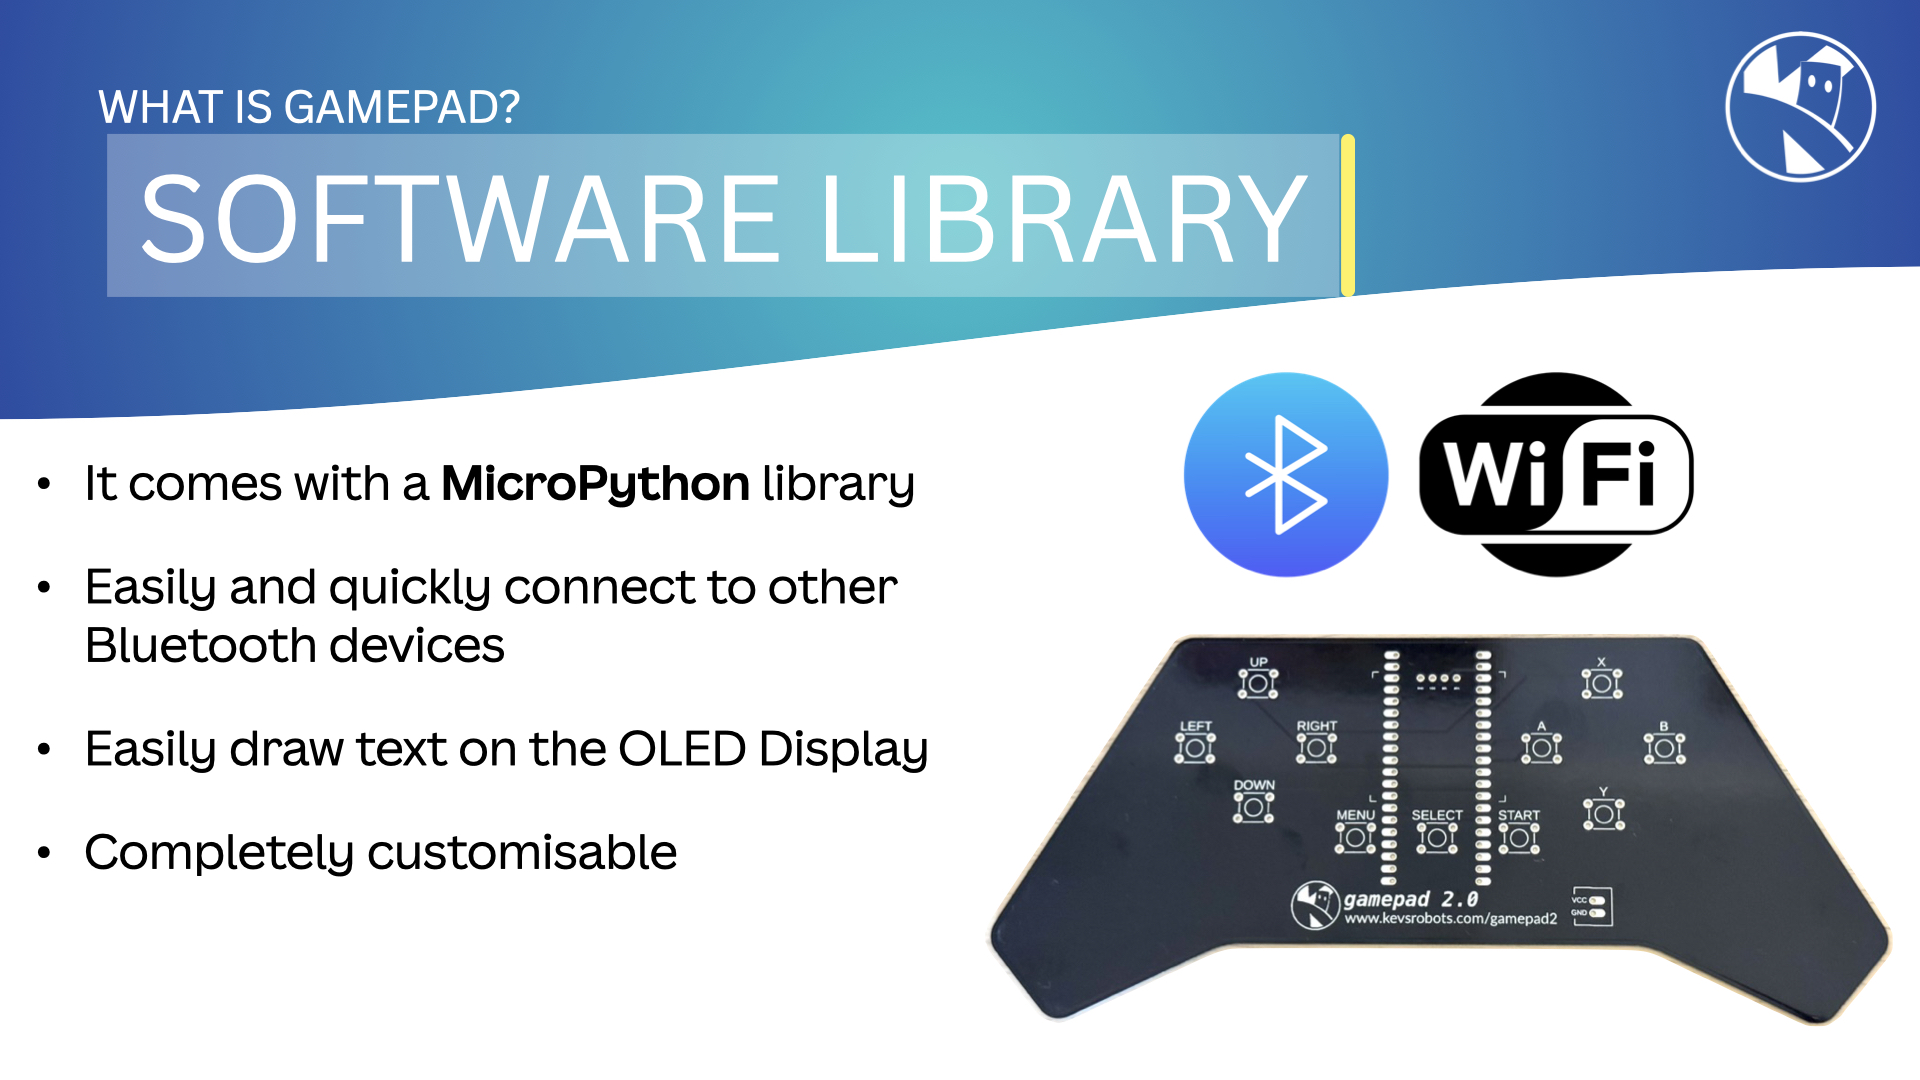 WHAT IS GAMEPAD?
SOFTWARE LIBRARY
• It comes with a MicroPython library
• Easily and quickly connect to other
Bluetooth devices
• Easily draw text on the OLED Display
• Completely customisable
Wi Fi
UP
X
LEFT
RIGHT
A
B
DOWN
Y
MENU
SELECT
START
gamepad 2.0
www.kevsrobots.com/gamepad2
VCC
GND